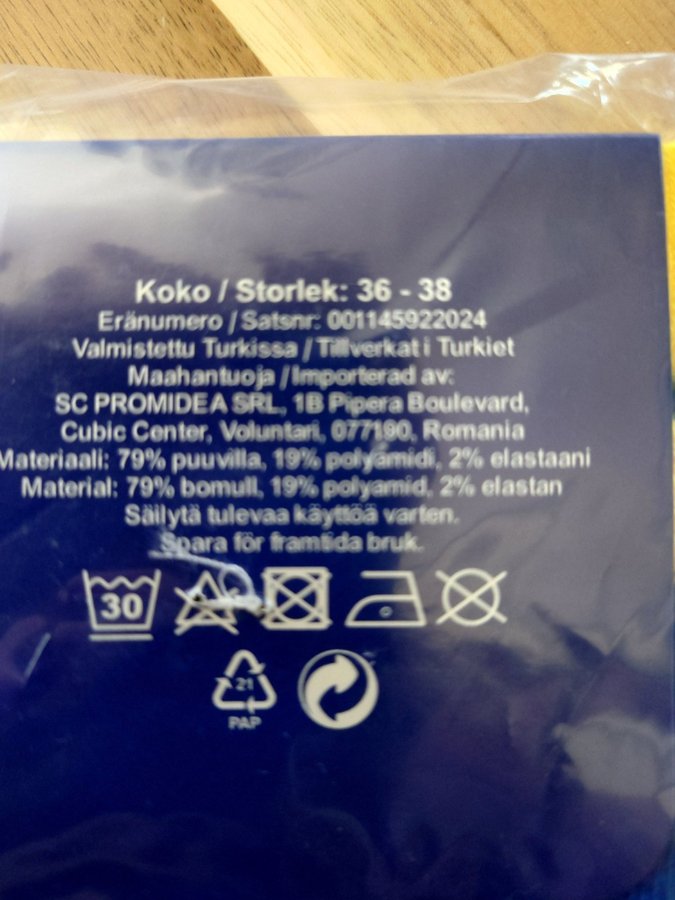 Koko / Storlek: 36 - 38
Eränumero / Satsnr: 001145922024
Valmistettu Turkissa / Tillverkat i Turkiet
Maahantuoja / Importerad av:
SC PROMIDEA SRL, 1B Pipera Boulevard,
Cubic Center, Voluntari, 077190, Romania
Materiaali: 79% puuvilla, 19% polyamidi, 2% elastaani
Material: 79% bomull, 19% polyamid, 2% elastan
Säilytä tulevaa käyttöä varten.
Spara för framtida bruk.
30
21
PAP